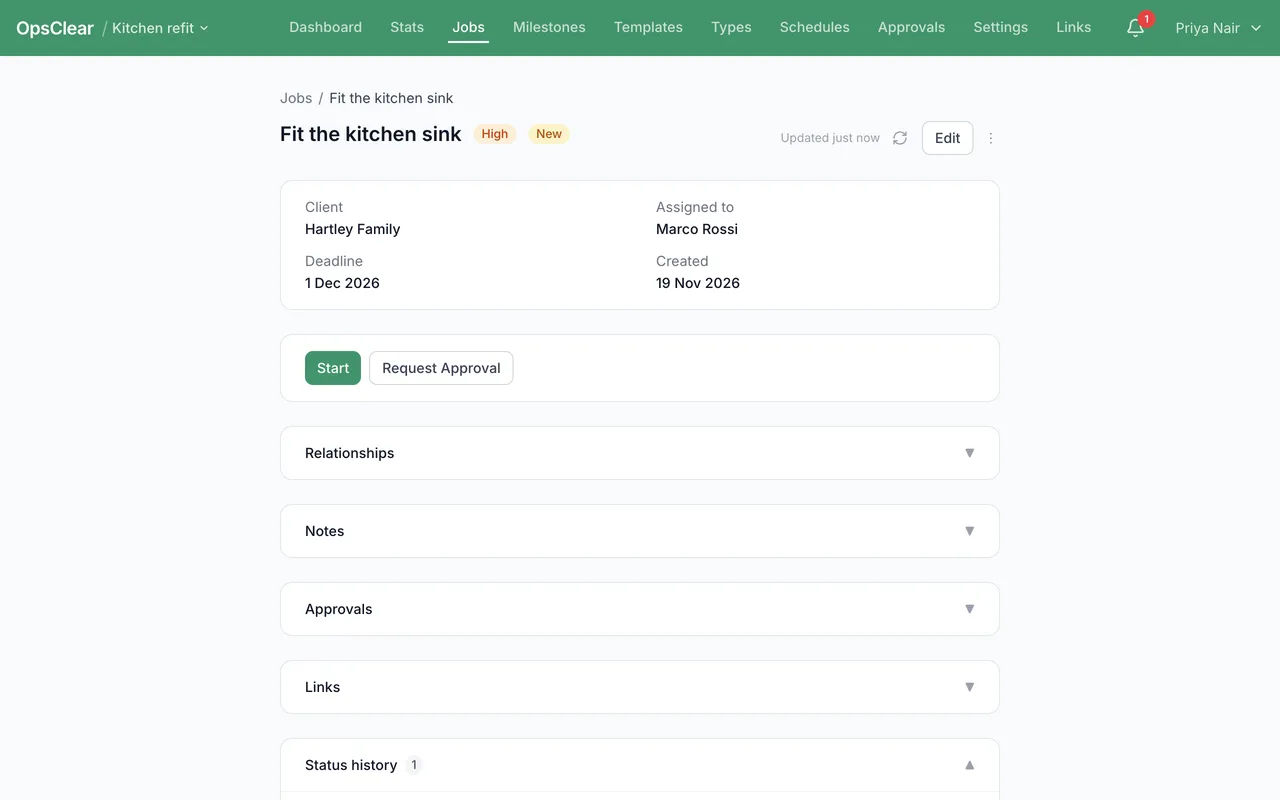 OpsClear / Kitchen refit Dashboard Stats Jobs Milestones Templates Types Schedules Approvals Settings Links 1 Priya Nair
Jobs / Fit the kitchen sink
Fit the kitchen sink High New Updated just now Edit
Client Assigned to
Hartley Family Marco Rossi
Deadline Created
1 Dec 2026 19 Nov 2026
Start Request Approval
Relationships
Notes
Approvals
Links
Status history 1